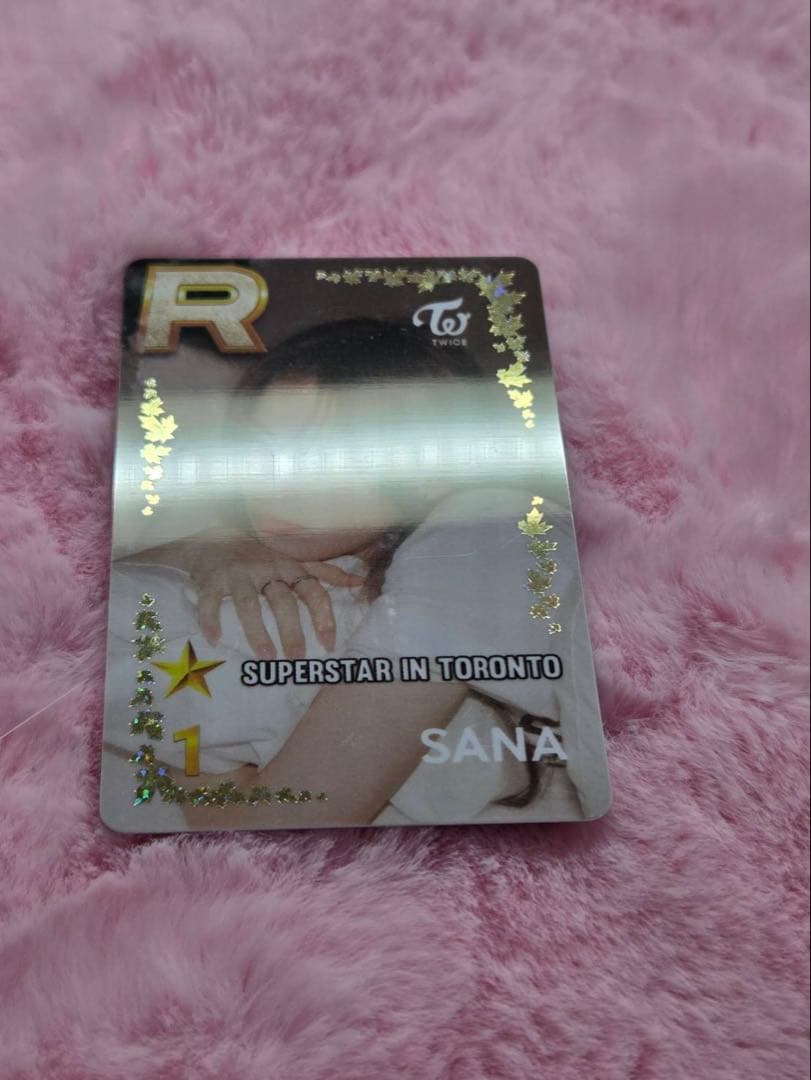 R
TWICE
SUPERSTAR IN TORONTO
1
SANA